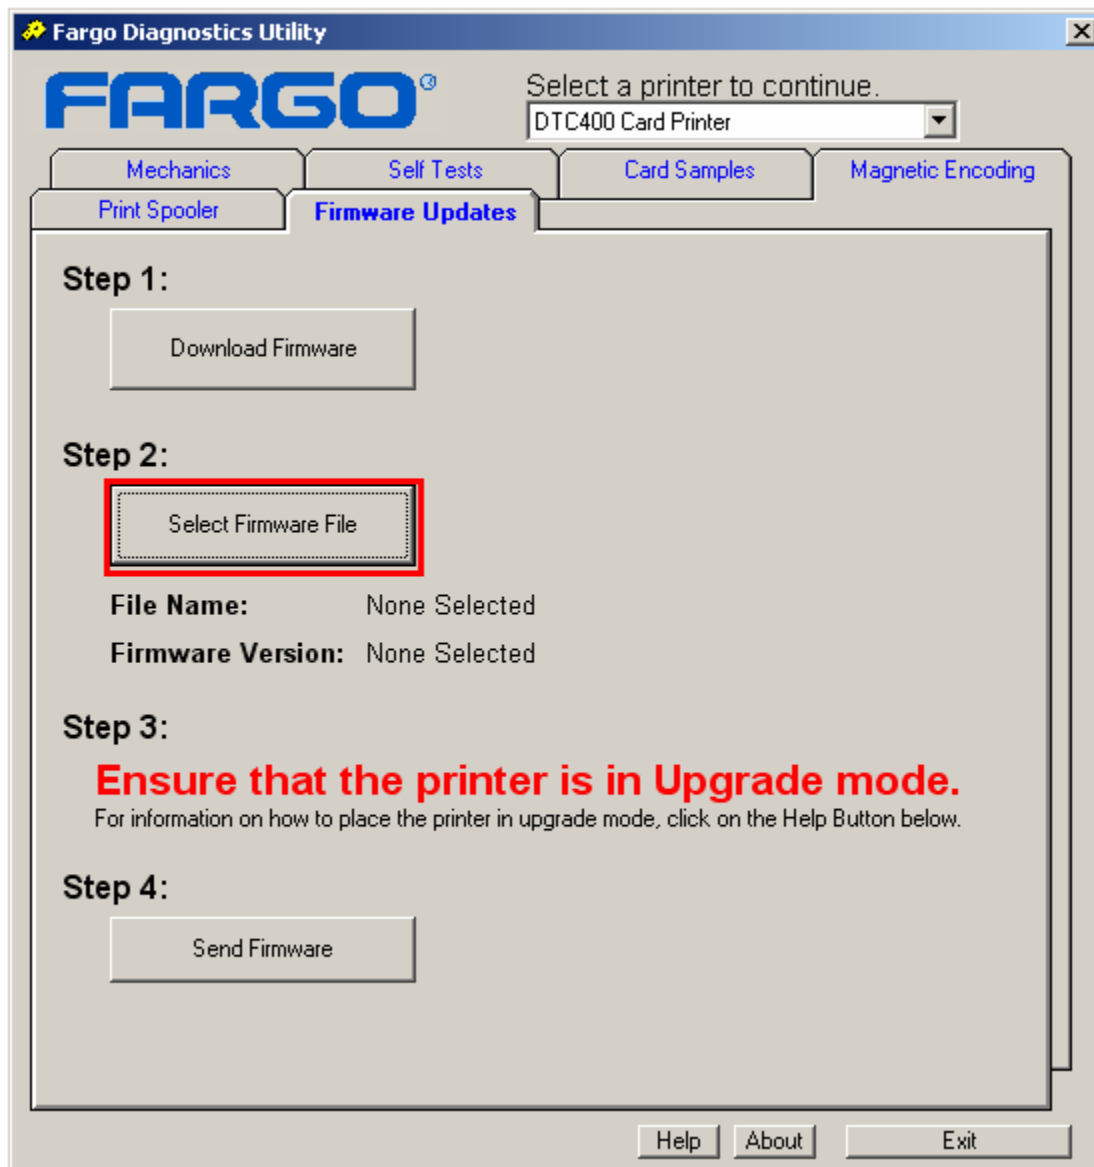 Fargo Diagnostics Utility
FARGO®
Select a printer to continue.
DTC400 Card Printer
Mechanics
Self Tests
Card Samples
Magnetic Encoding
Print Spooler
Firmware Updates
Step 1:
Download Firmware
Step 2:
Select Firmware File
File Name: None Selected
Firmware Version: None Selected
Step 3:
Ensure that the printer is in Upgrade mode.
For information on how to place the printer in upgrade mode, click on the Help Button below.
Step 4:
Send Firmware
Help
About
Exit